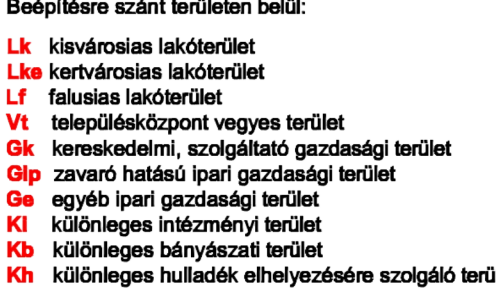 Beépítésre szánt területen belül:
Lk kisvárosias lakóterület
Lke kertvárosias lakóterület
Lf falusias lakóterület
Vt településközpont vegyes terület
Gk kereskedelmi, szolgáltató gazdasági terület
Gip zavaró hatású ipari gazdasági terület
Ge egyéb ipari gazdasági terület
KI különleges intézményi terület
Kb különleges bányászati terület
Kh különleges hulladék elhelyezésére szolgáló terü